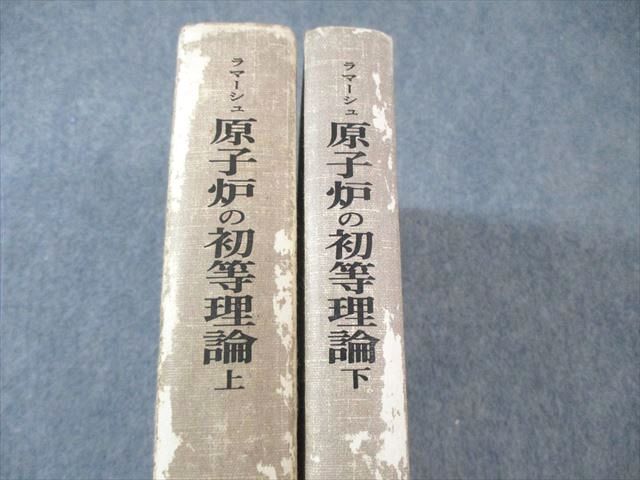 ラマーシュ
原子炉の初等理論 上
ラマーシュ
原子炉の初等理論 下